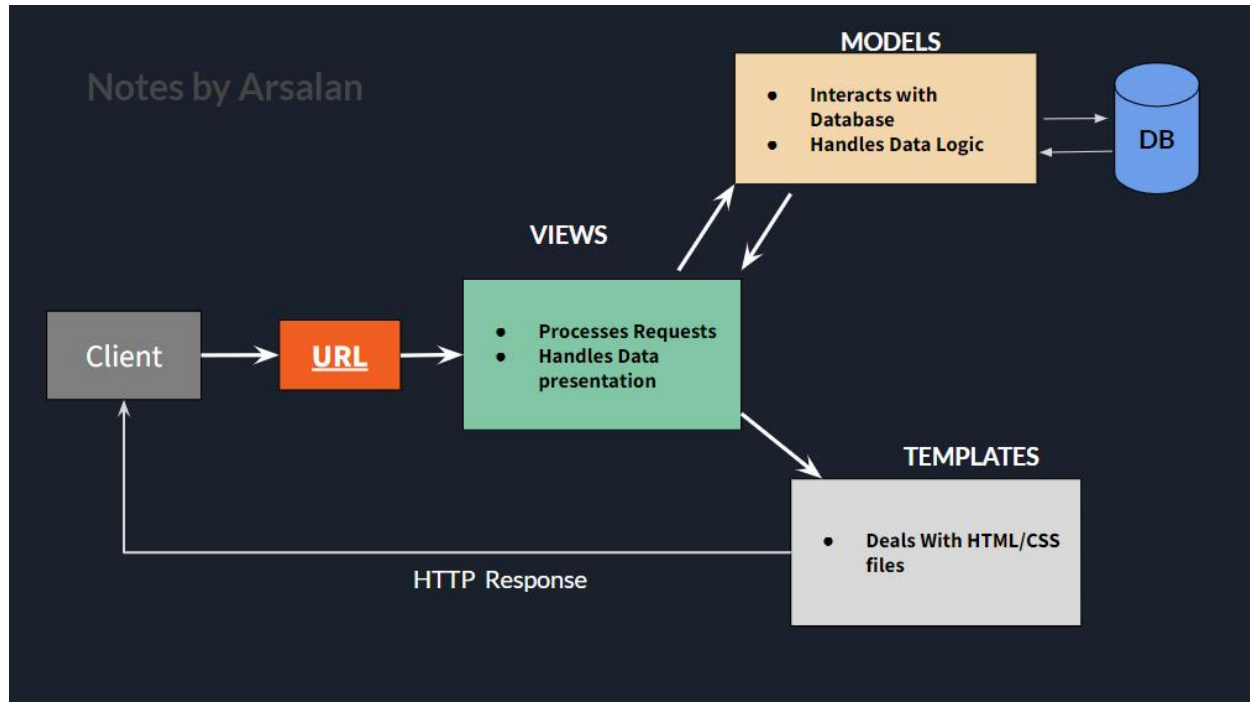 Notes by Arsalan
MODELS
● Interacts with
Database
● Handles Data Logic
DB
VIEWS
● Processes Requests
● Handles Data
presentation
Client
URL
TEMPLATES
● Deals With HTML/CSS
files
HTTP Response